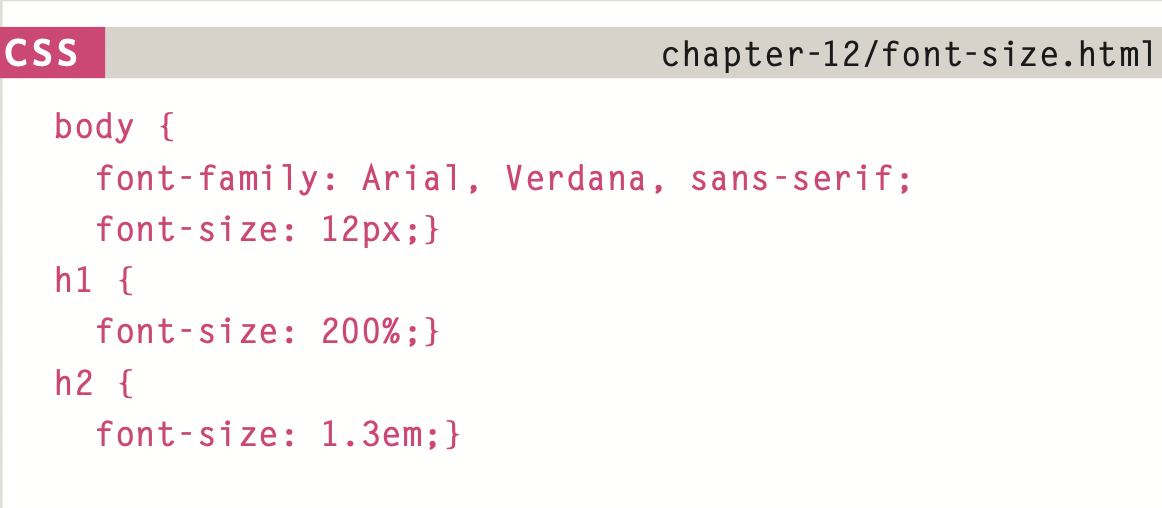 CSS
chapter-12/font-size.html
body {
  font-family: Arial, Verdana, sans-serif;
  font-size: 12px;}
h1 {
  font-size: 200%;}
h2 {
  font-size: 1.3em;}